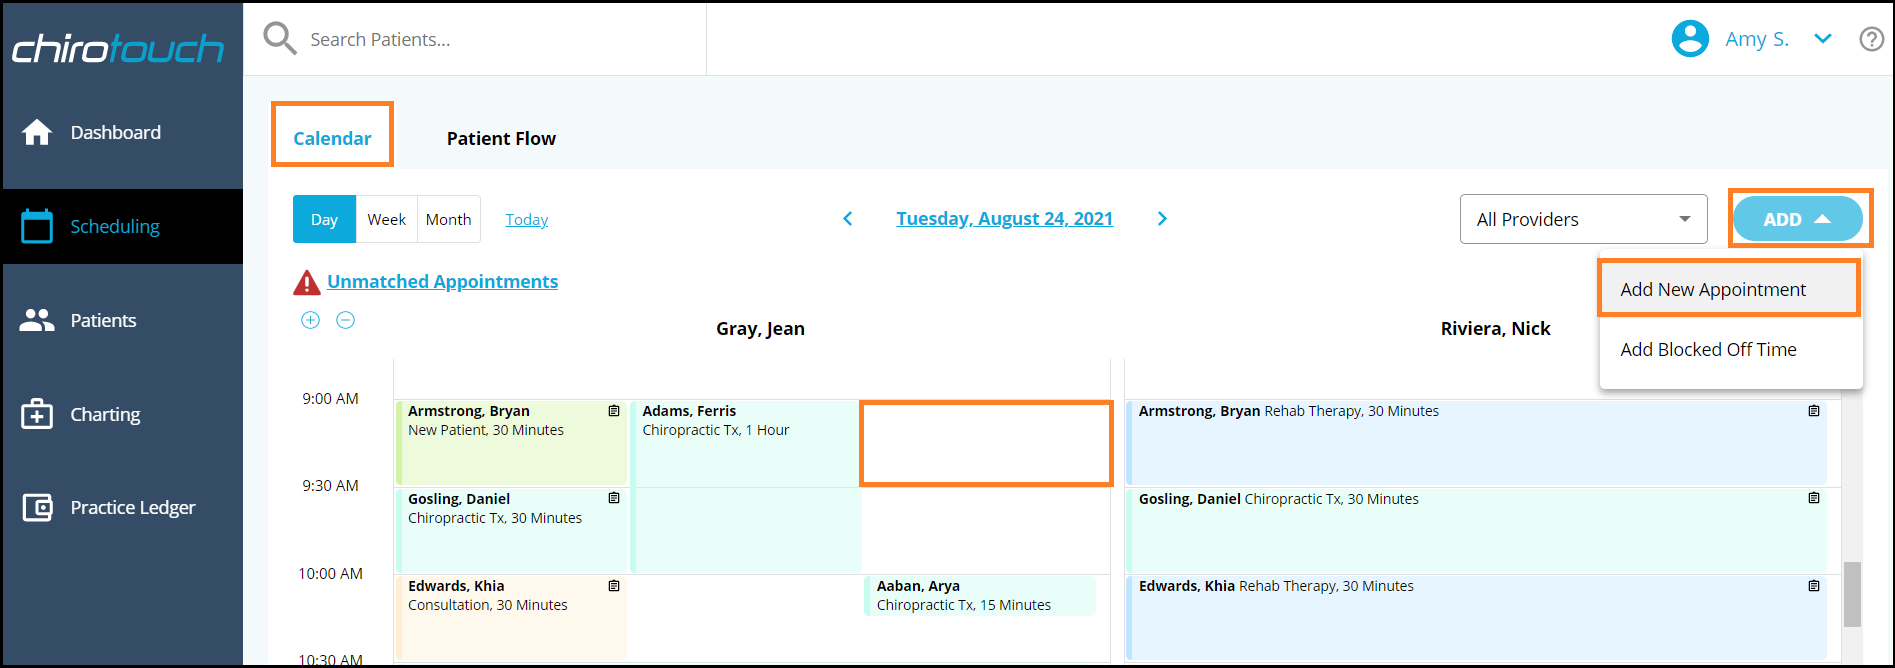 chirotouch
Search Patients...
Amy S.
Dashboard
Scheduling
Patients
Charting
Practice Ledger
Calendar
Patient Flow
Day
Week
Month
Today
Tuesday, August 24, 2021
All Providers
ADD
Add New Appointment
Add Blocked Off Time
Unmatched Appointments
Gray, Jean
Riviera, Nick
9:00 AM
Armstrong, Bryan
New Patient, 30 Minutes
Adams, Ferris
Chiropractic Tx, 1 Hour
Armstrong, Bryan Rehab Therapy, 30 Minutes
9:30 AM
Gosling, Daniel
Chiropractic Tx, 30 Minutes
Gosling, Daniel Chiropractic Tx, 30 Minutes
10:00 AM
Edwards, Khia
Consultation, 30 Minutes
Aaban, Arya
Chiropractic Tx, 15 Minutes
Edwards, Khia Rehab Therapy, 30 Minutes
10:30 AM